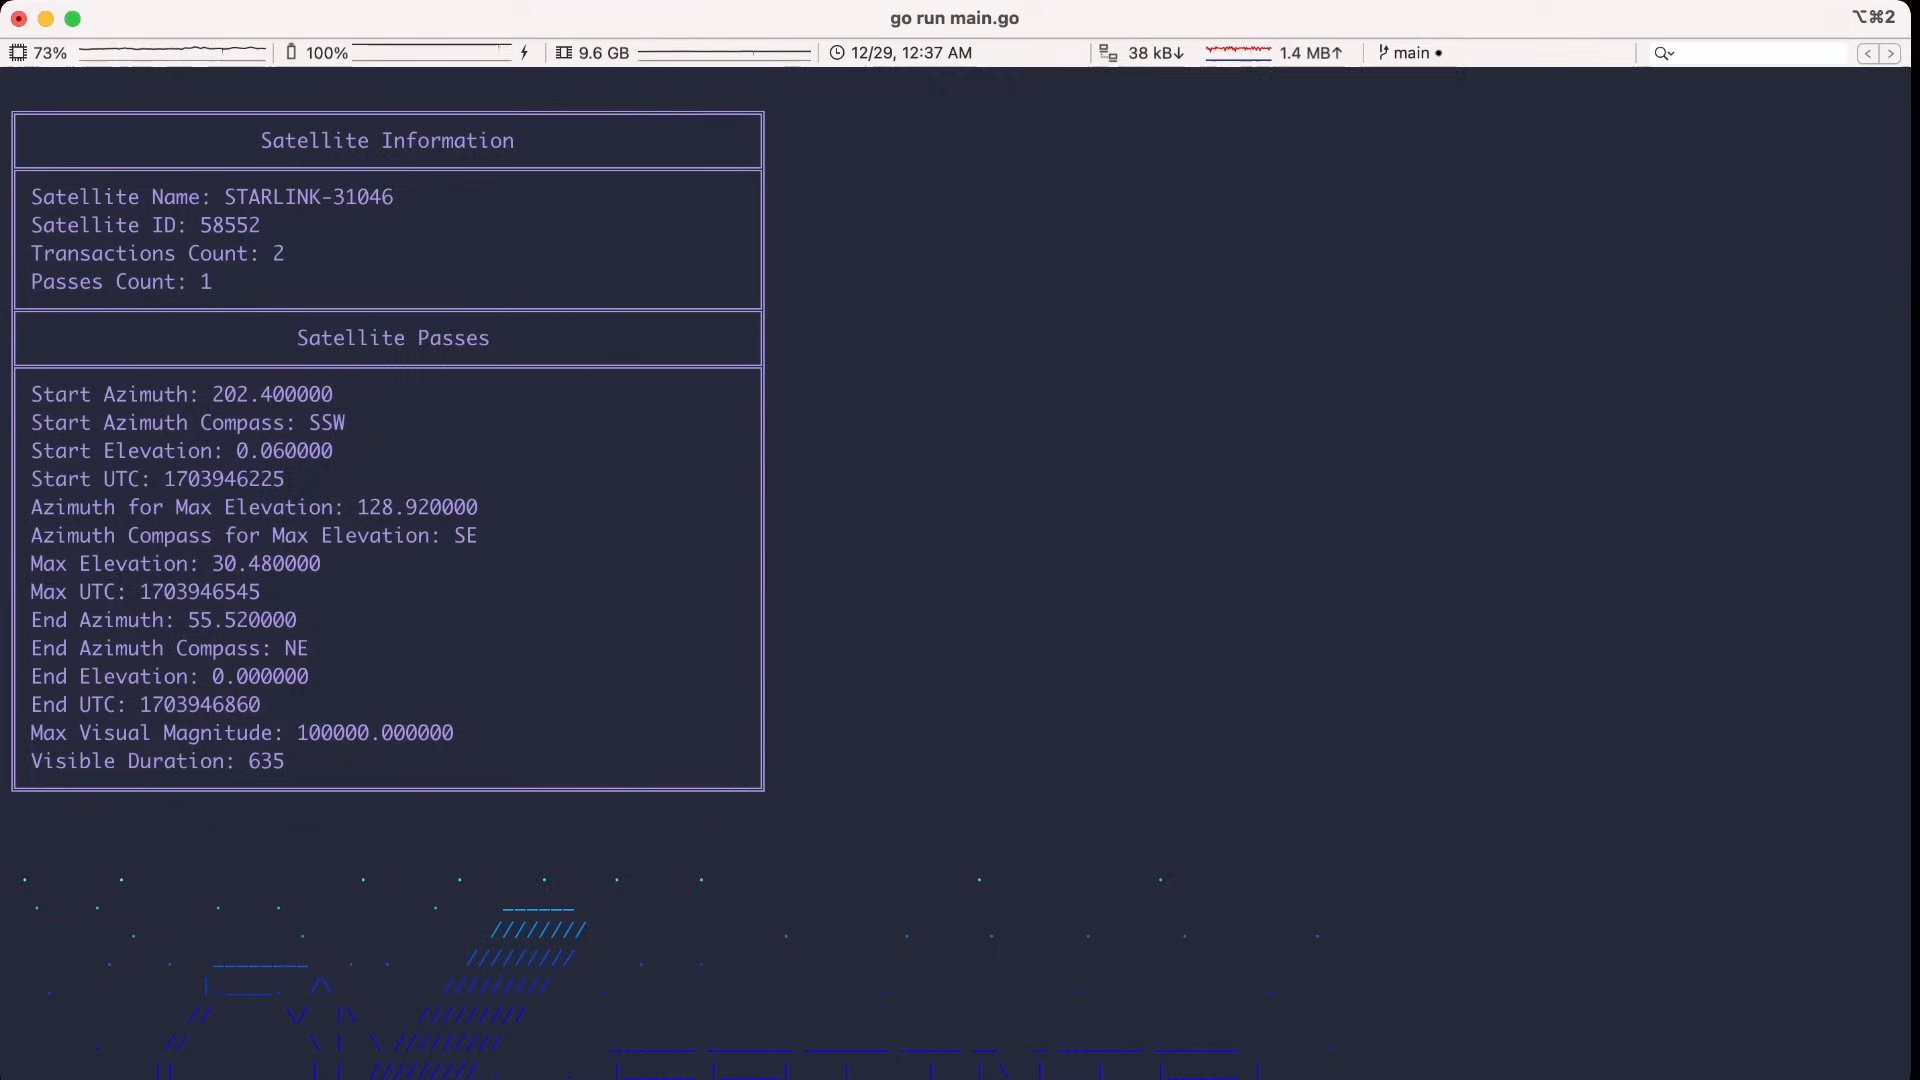 go run main.go
⌥⌘2
73%
100%
9.6 GB
12/29, 12:37 AM
38 kB↓
1.4 MB↑
main
Satellite Information
Satellite Name: STARLINK-31046
Satellite ID: 58552
Transactions Count: 2
Passes Count: 1
Satellite Passes
Start Azimuth: 202.400000
Start Azimuth Compass: SSW
Start Elevation: 0.060000
Start UTC: 1703946225
Azimuth for Max Elevation: 128.920000
Azimuth Compass for Max Elevation: SE
Max Elevation: 30.480000
Max UTC: 1703946545
End Azimuth: 55.520000
End Azimuth Compass: NE
End Elevation: 0.000000
End UTC: 1703946860
Max Visual Magnitude: 100000.000000
Visible Duration: 635